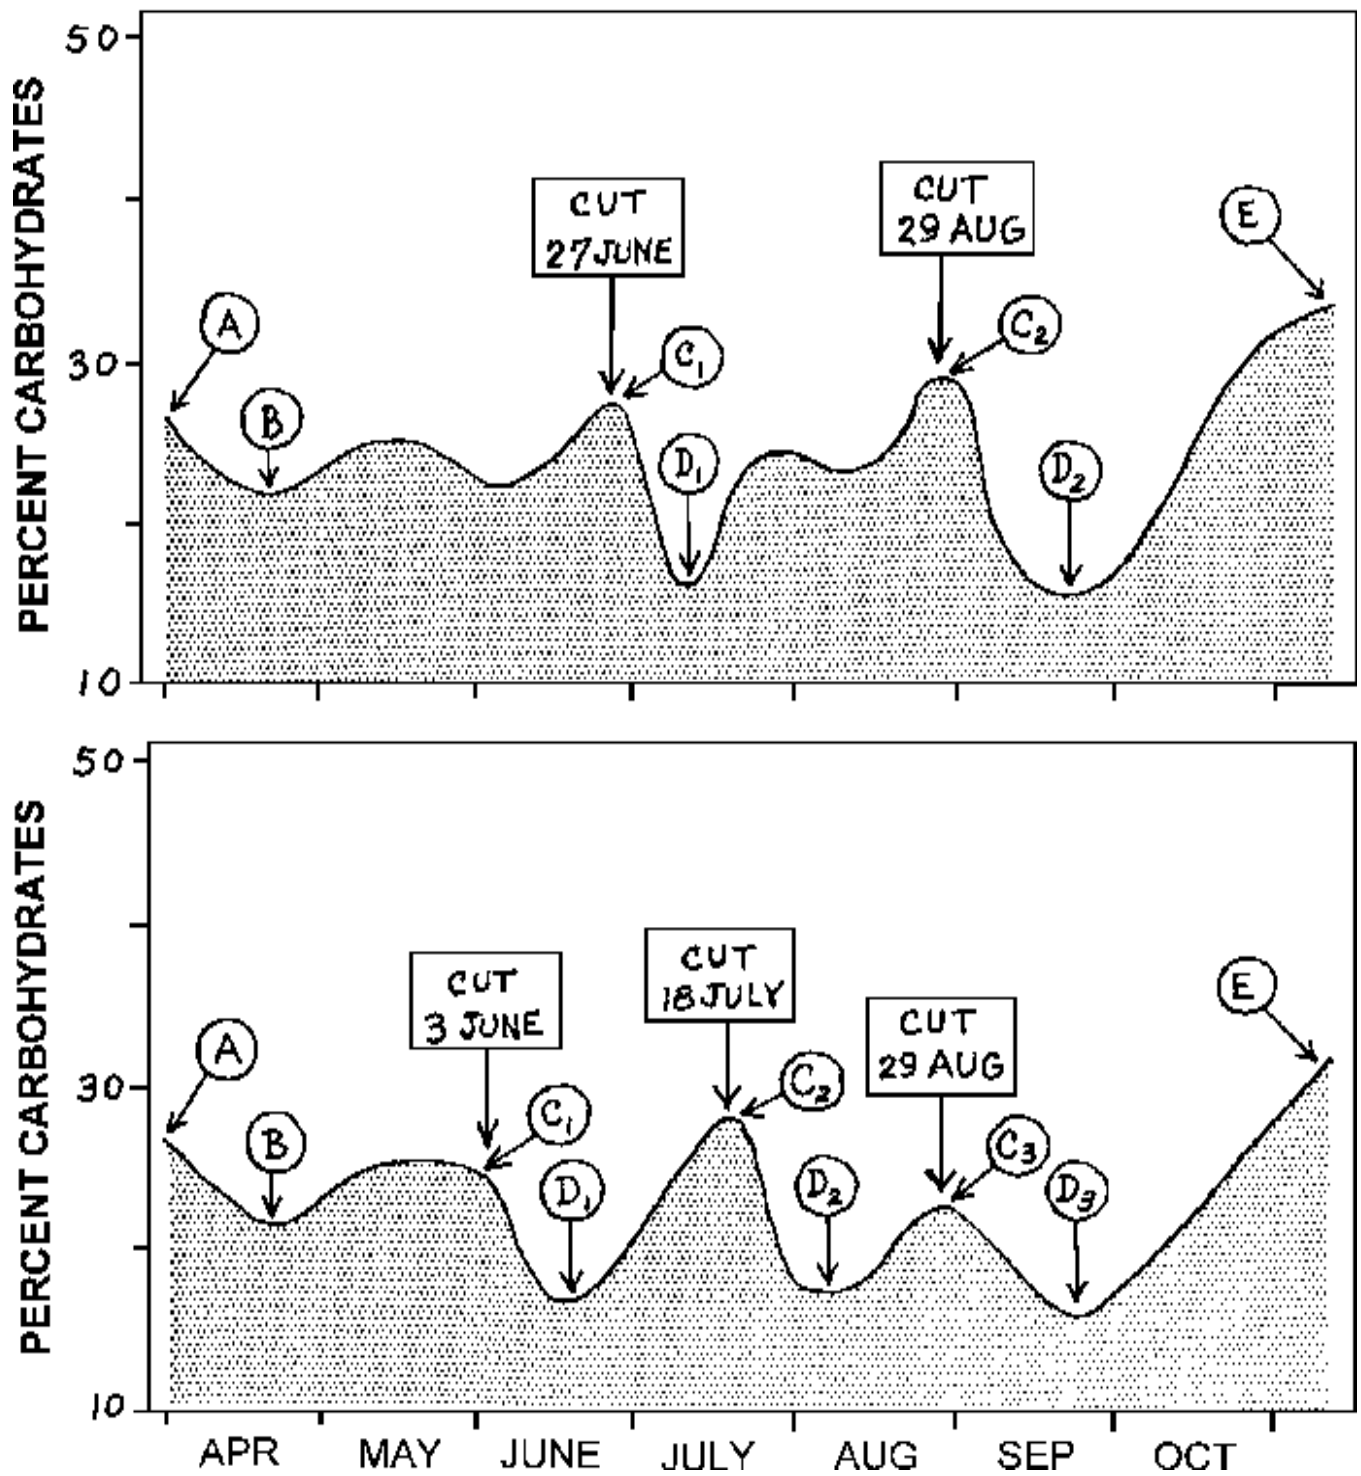 PERCENT CARBOHYDRATES
50
30
10
A
B
CUT
27 JUNE
C1
D1
CUT
29 AUG
C2
D2
E
PERCENT CARBOHYDRATES
50
30
10
A
B
CUT
3 JUNE
C1
D1
CUT
18 JULY
C2
D2
CUT
29 AUG
C3
D3
E
APR MAY JUNE JULY AUG SEP OCT